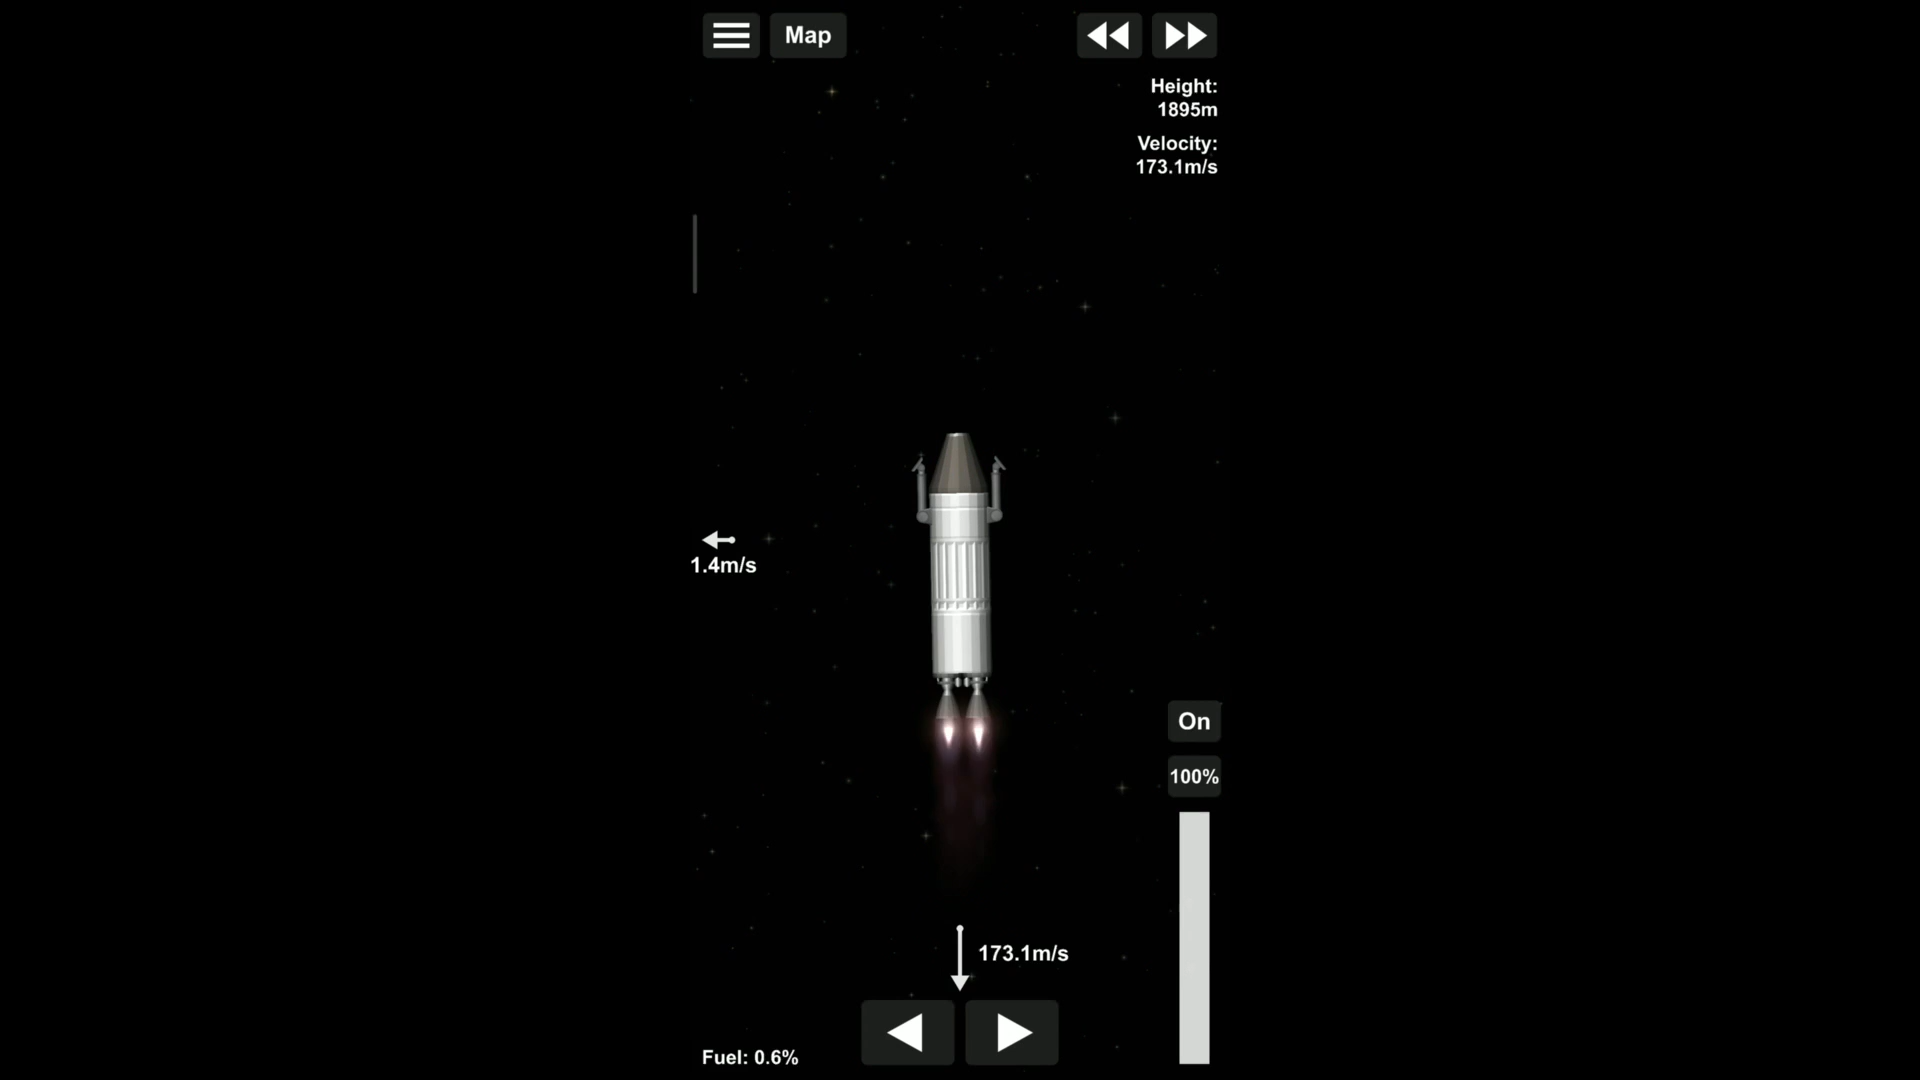 Map
Height:
1895m
Velocity:
173.1m/s
1.4m/s
On
100%
173.1m/s
Fuel: 0.6%